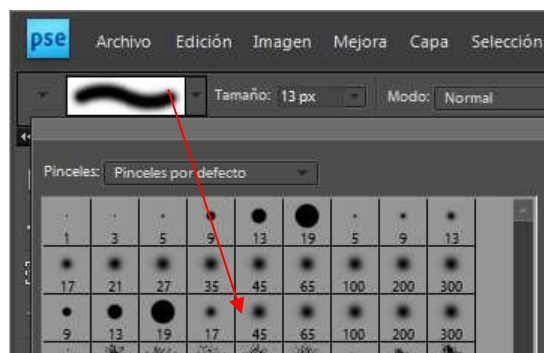 pse Archivo Edición Imagen Mejora Capa Selección
Tamaño: 13 px Modo: Normal
Pinceles: Pinceles por defecto
1 3 5 9 13 19 5 9 13
17 21 27 35 45 65 100 200 300
9 13 19 17 45 65 100 200 300